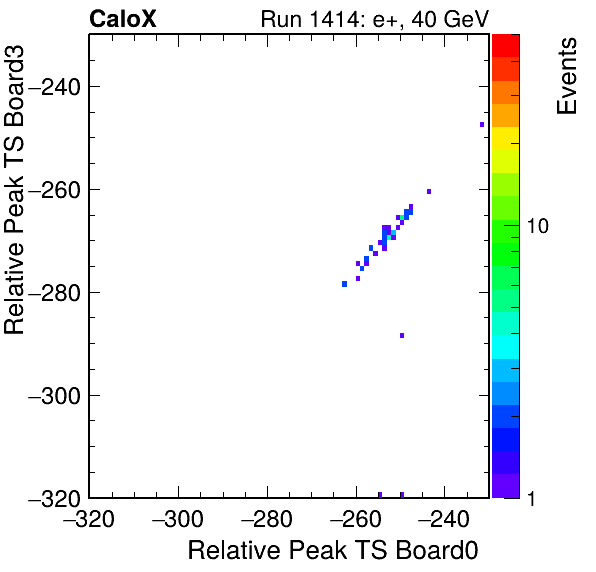 CaloX Run 1414: e+, 40 GeV
Relative Peak TS Board3
Events
−240
−260
−280
−300
−320
10
1
−320 −300 −280 −260 −240
Relative Peak TS Board0